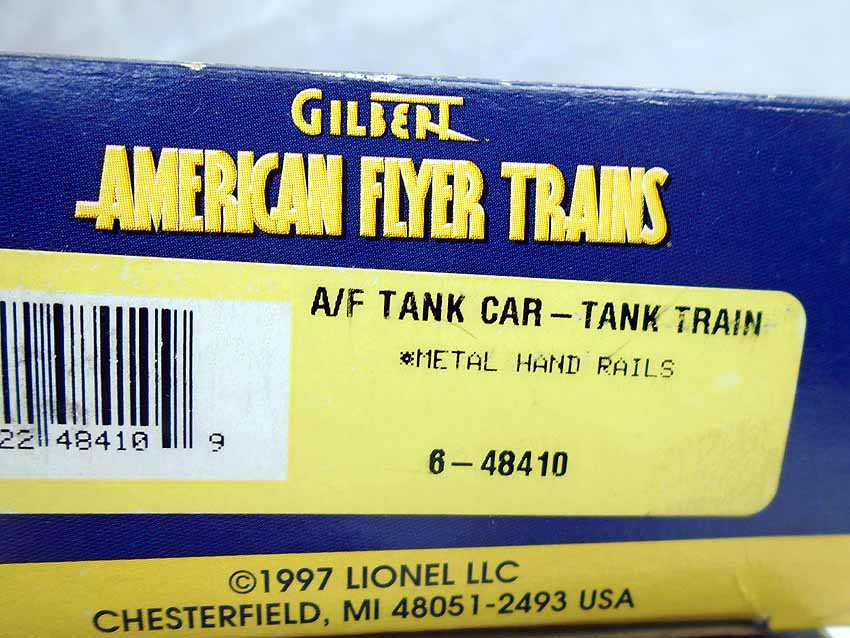 GILBERT
AMERICAN FLYER TRAINS
A/F TANK CAR – TANK TRAIN
*METAL HAND RAILS
22 48410 9
6 – 48410
©1997 LIONEL LLC
CHESTERFIELD, MI 48051-2493 USA